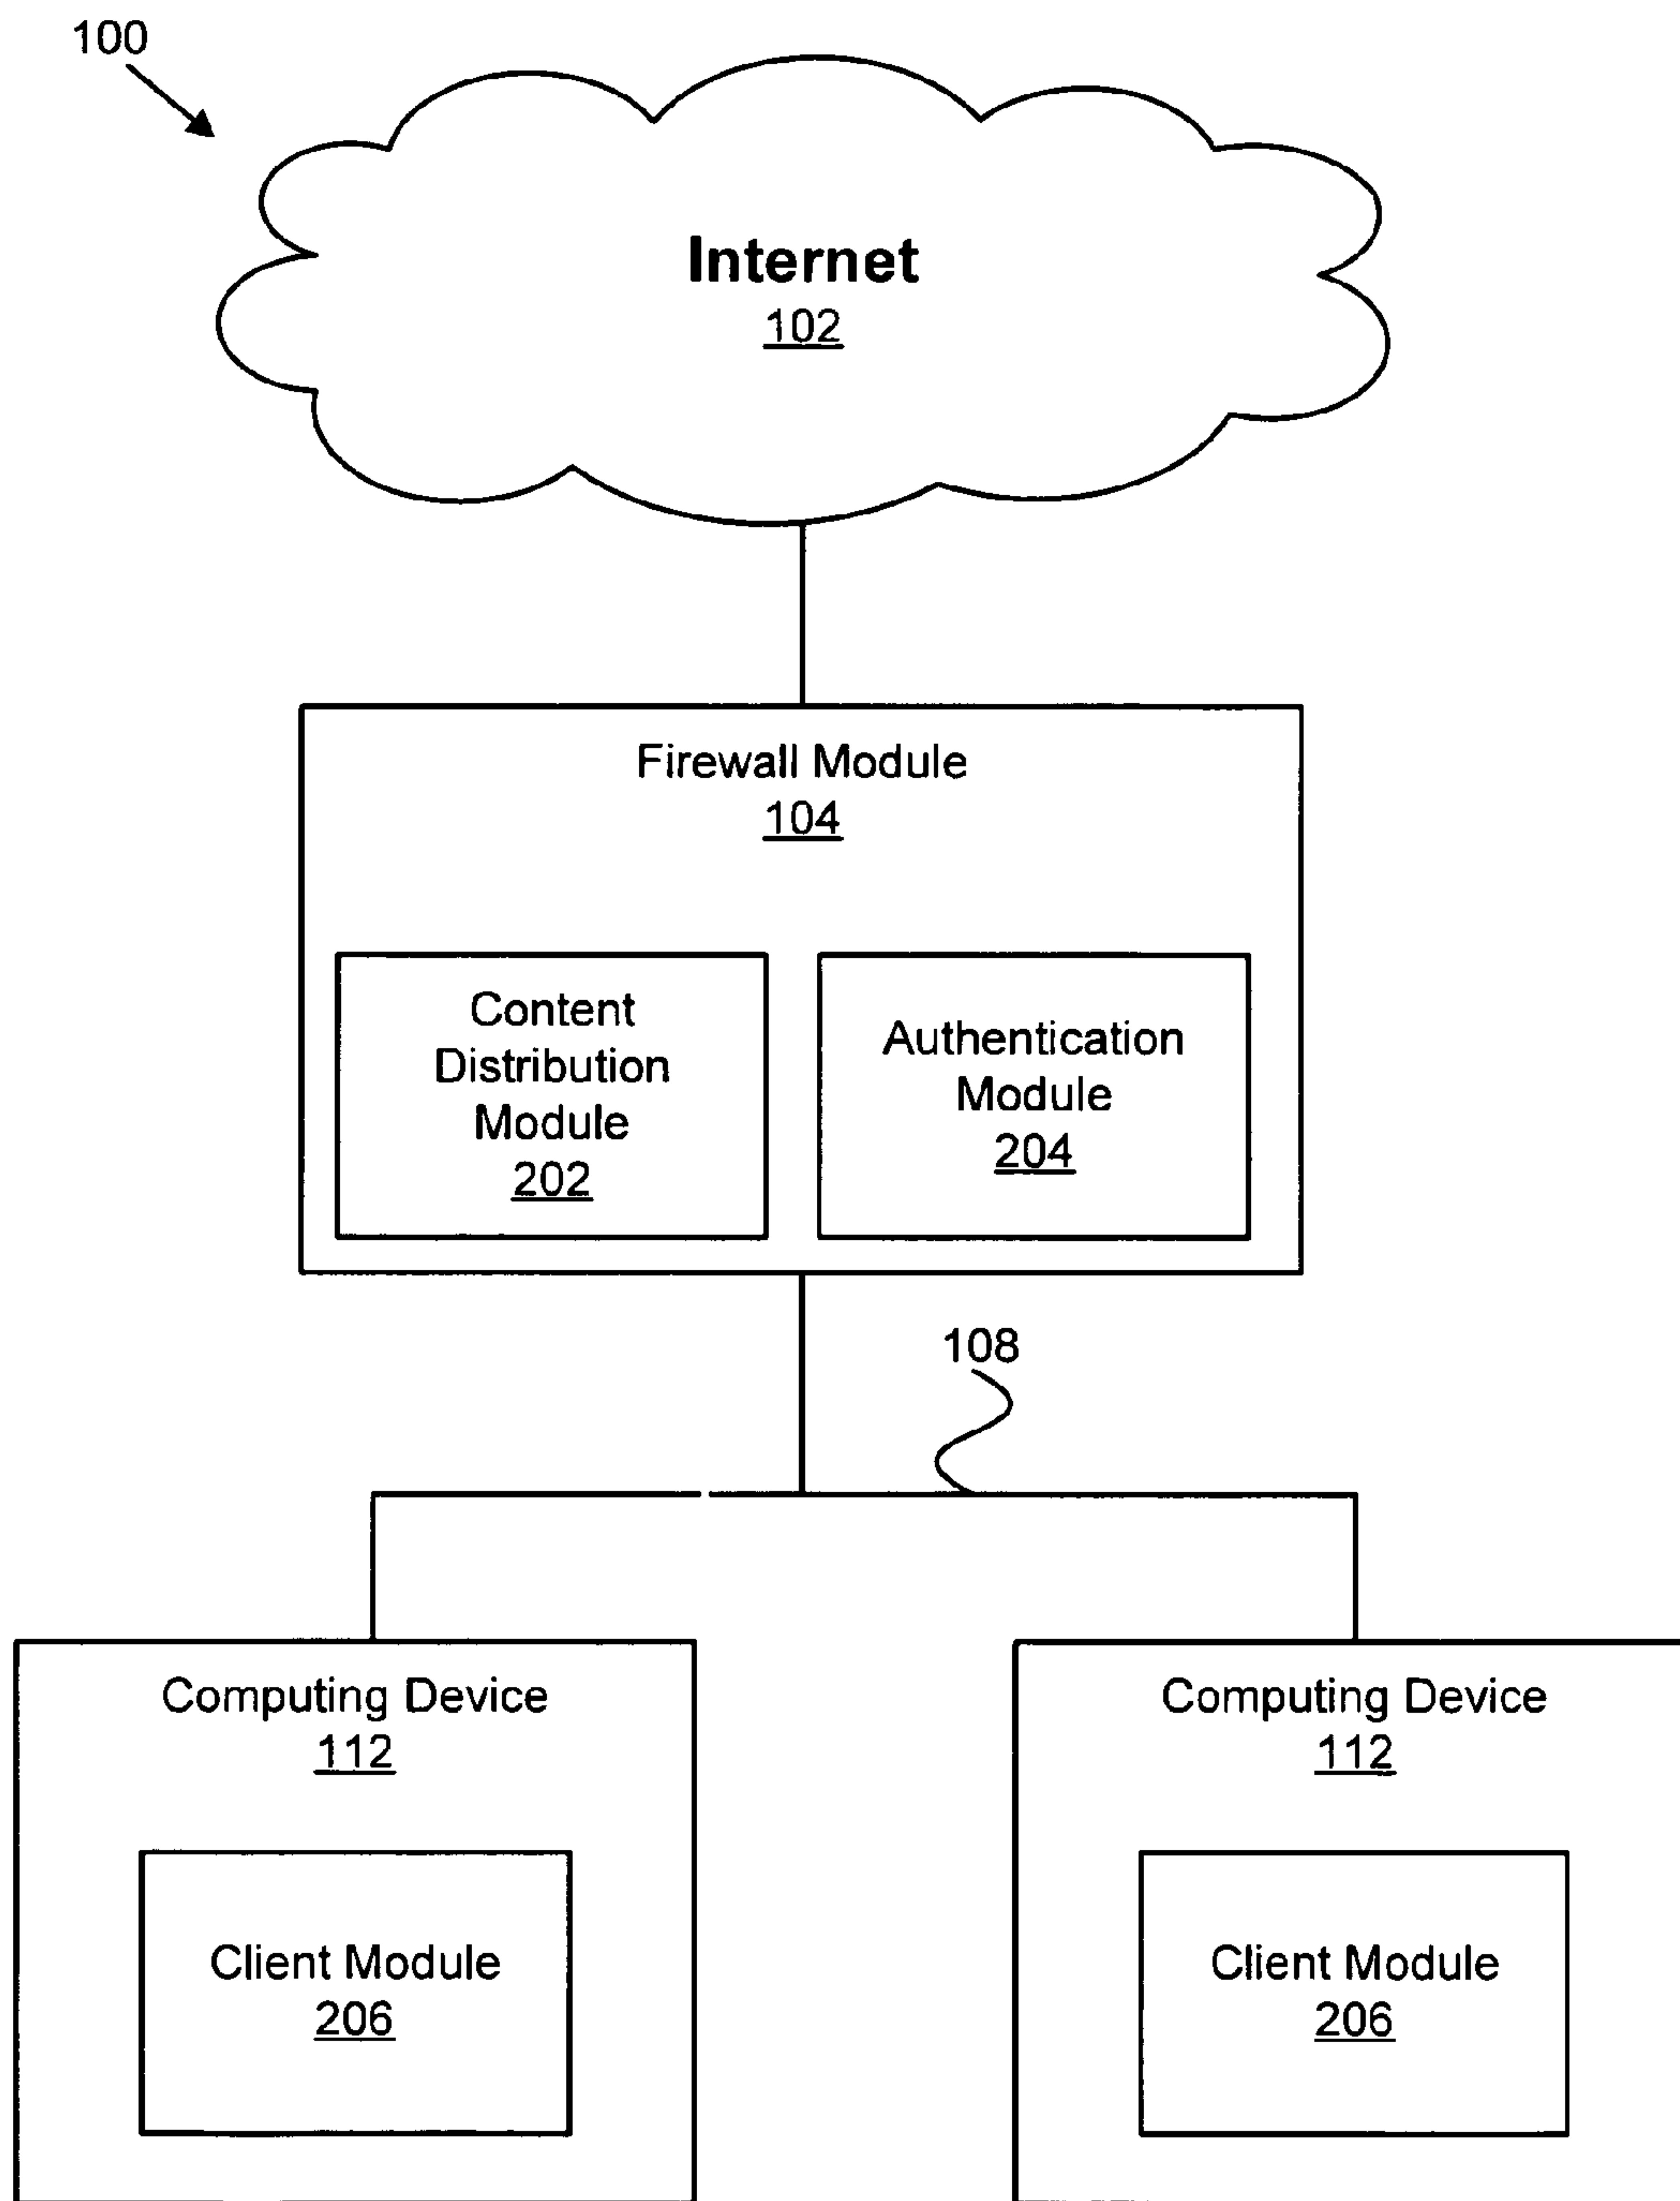 100
Internet
102
Firewall Module
104
Content
Distribution
Module
202
Authentication
Module
204
108
Computing Device
112
Client Module
206
Computing Device
112
Client Module
206